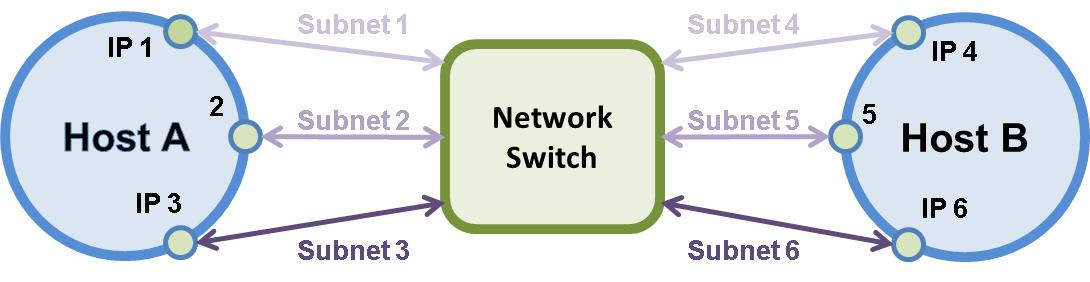 Subnet 1
Subnet 4
IP 1
IP 4
2
Subnet 2
Network
Switch
Subnet 5
5
Host A
Host B
IP 3
IP 6
Subnet 3
Subnet 6